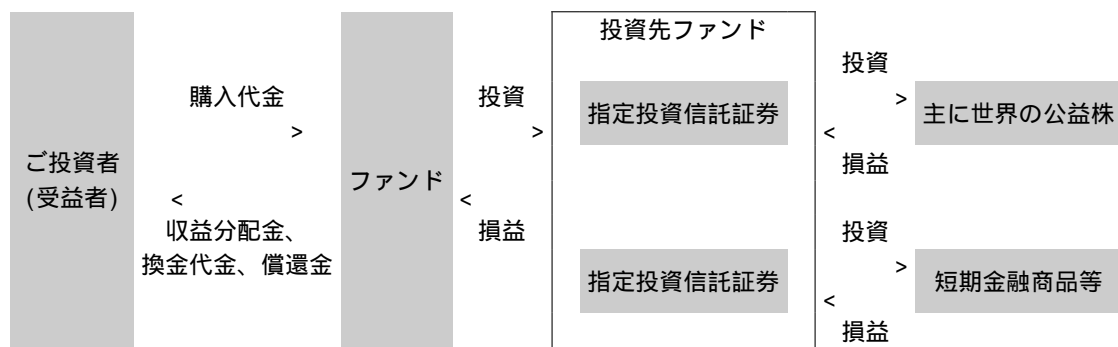 投資先ファンド
ご投資者
(受益者)
購入代金
>
<
収益分配金、
換金代金、償還金
ファンド
投資
>
<
損益
指定投資信託証券
投資
>
<
損益
主に世界の公益株
指定投資信託証券
投資
>
<
損益
短期金融商品等